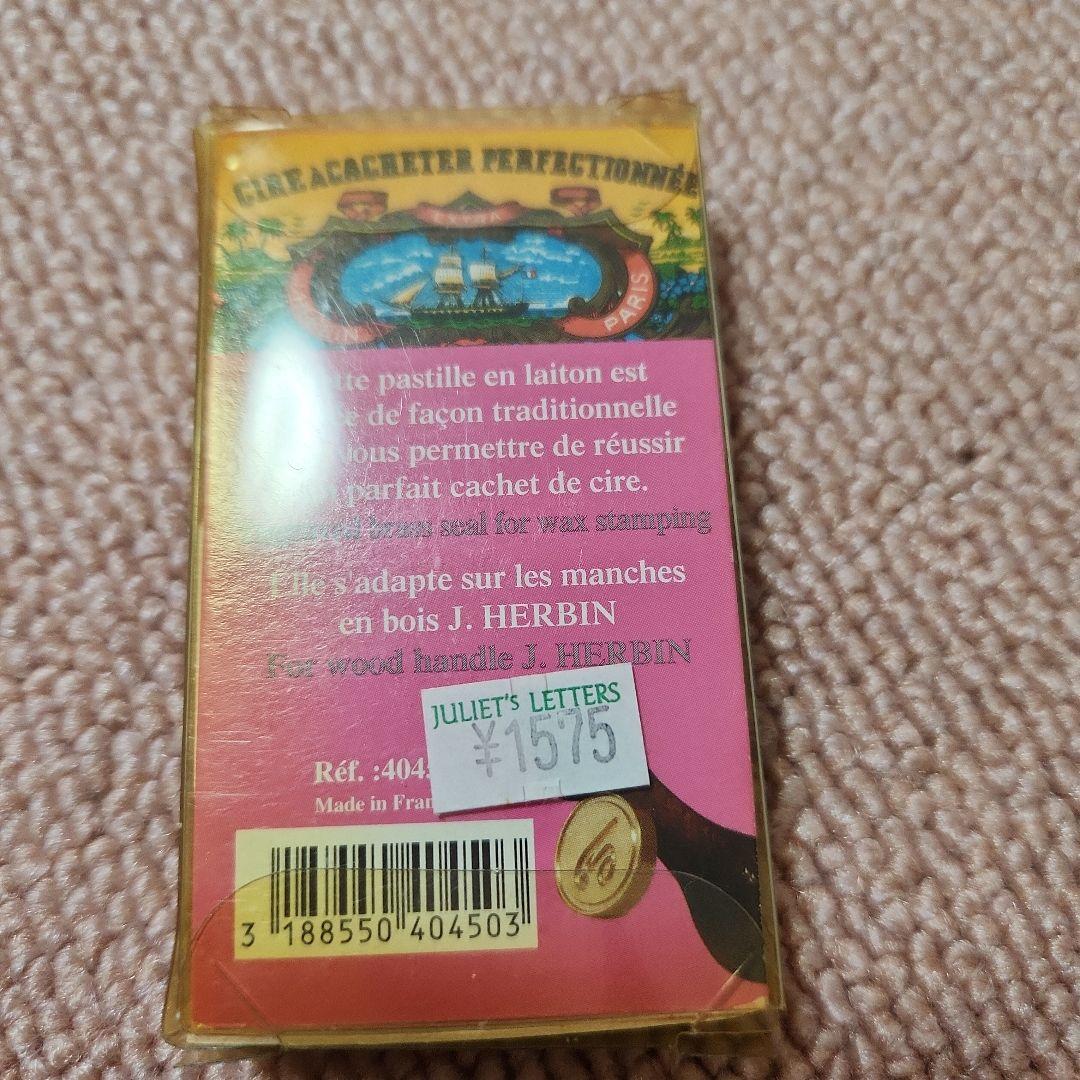 CIRE A CACHETER PERFECTIONNÉE
PARIS
pastille en laiton est
de façon traditionnelle
vous permettre de réussir
parfait cachet de cire.
brass seal for wax stamping
Elle s'adapte sur les manches
en bois J. HERBIN
For wood handle J. HERBIN
JULIET'S LETTERS
¥1575
Réf. :404
Made in Fran
3 188550 404503